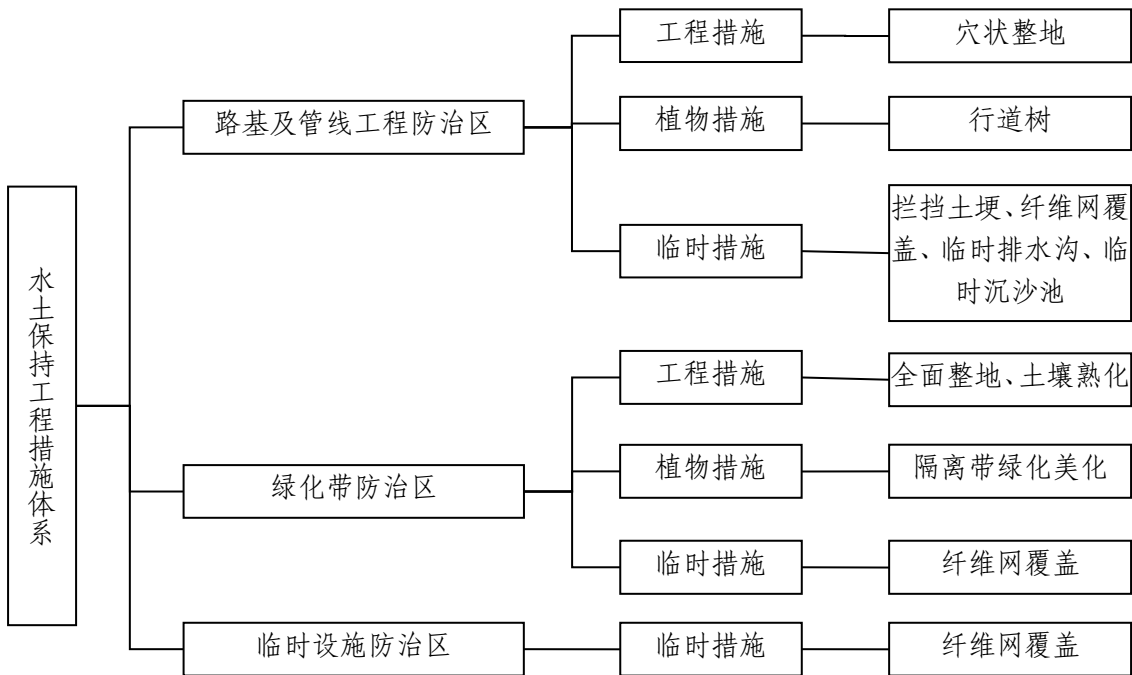 水土保持工程措施体系
路基及管线工程防治区
工程措施
穴状整地
植物措施
行道树
临时措施
拦挡土埂、纤维网覆
盖、临时排水沟、临
时沉沙池
绿化带防治区
工程措施
全面整地、土壤熟化
植物措施
隔离带绿化美化
临时措施
纤维网覆盖
临时设施防治区
临时措施
纤维网覆盖